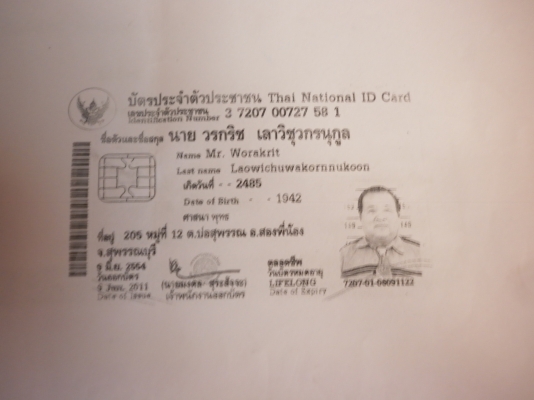 บัตรประจำตัวประชาชน Thai National ID Card
เลขประจำตัวประชาชน 3 7207 00727 58 1
Identification Number
ชื่อตัวและชื่อสกุล นาย วรกริช เลาวิชุวกรนุกูล
Name Mr. Worakrit
Last name Laowichuwakornnukoon
เกิดวันที่ - - 2485
Date of Birth - - 1942
ศาสนา พุทธ
ที่อยู่ 205 หมู่ที่ 12 ต.บ่อสุพรรณ อ.สองพี่น้อง
จ.สุพรรณบุรี
9 มิ.ย. 2554
วันออกบัตร
9 Jun. 2011
Date of Issue
เจ้าพนักงานออกบัตร
ตลอดชีพ
วันบัตรหมดอายุ
LIFELONG
Date of Expiry
7207-01-06091122